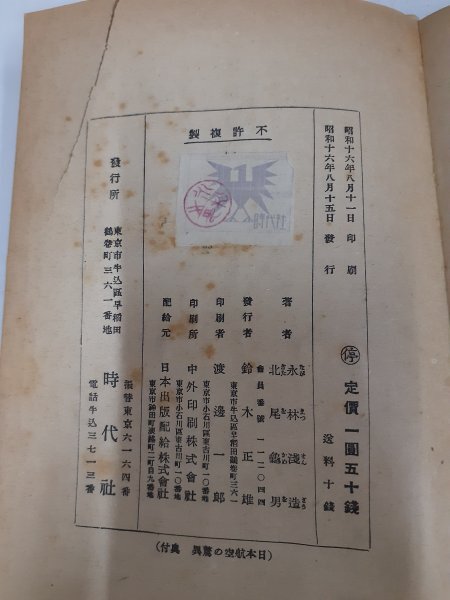 不許複製
昭和十六年八月十一日 印刷
昭和十六年八月十五日 發行
停 定價一圓五十錢
送料十錢
著者 永林淺造
北尾鶴男
會員番號 一一二〇四四
發行者 鈴木正雄
東京市牛込區早稻田鶴卷町三六一
印刷者 渡邊一郎
東京市小石川區東古川町一〇番地
印刷所 中外印刷株式會社
東京市小石川區東古川町一〇番地
配給元 日本出版配給株式會社
東京市神田區淡路町二丁目九番地
發行所
東京市牛込區早稻田
鶴卷町三六一番地
時代社
振替東京六一六四番
電話牛込三七一三番
(日本航空の驚異 奥付)